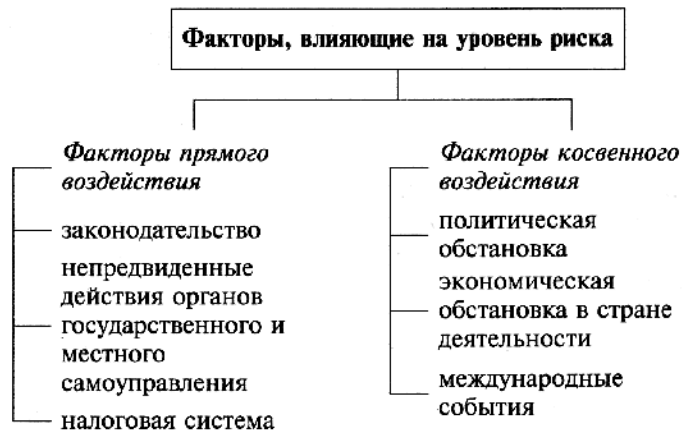 Факторы, влияющие на уровень риска
Факторы прямого
воздействия
законодательство
непредвиденные
действия органов
государственного и
местного
самоуправления
налоговая система
Факторы косвенного
воздействия
политическая
обстановка
экономическая
обстановка в стране
деятельности
международные
события